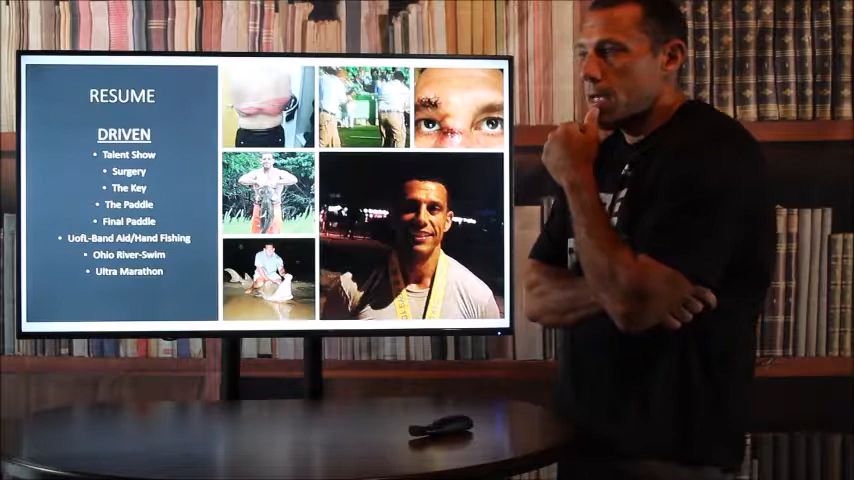 RESUME
DRIVEN
• Talent Show
• Surgery
• The Key
• The Paddle
• Final Paddle
• UofL-Band Aid/Hand Fishing
• Ohio River-Swim
• Ultra Marathon